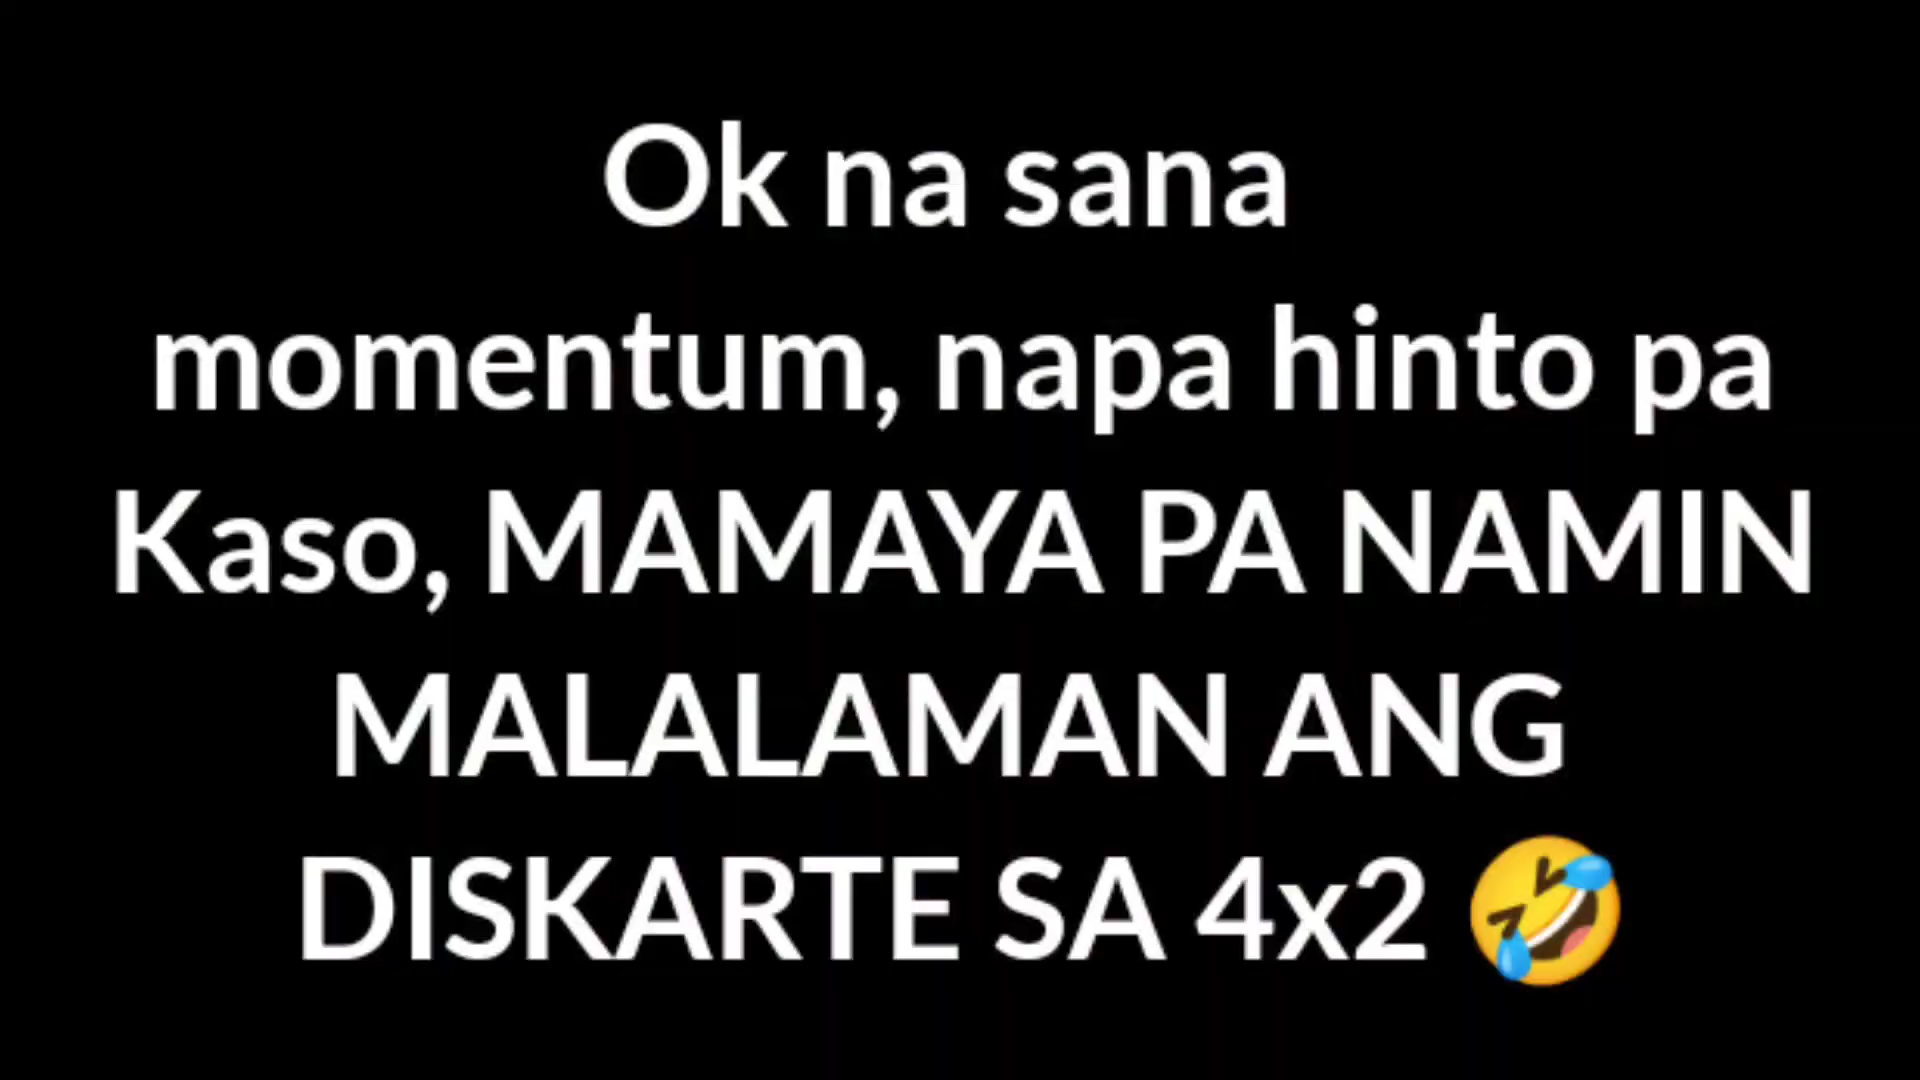 Ok na sana
momentum, napa hinto pa
Kaso, MAMAYA PA NAMIN
MALALAMAN ANG
DISKARTE SA 4x2 🤣